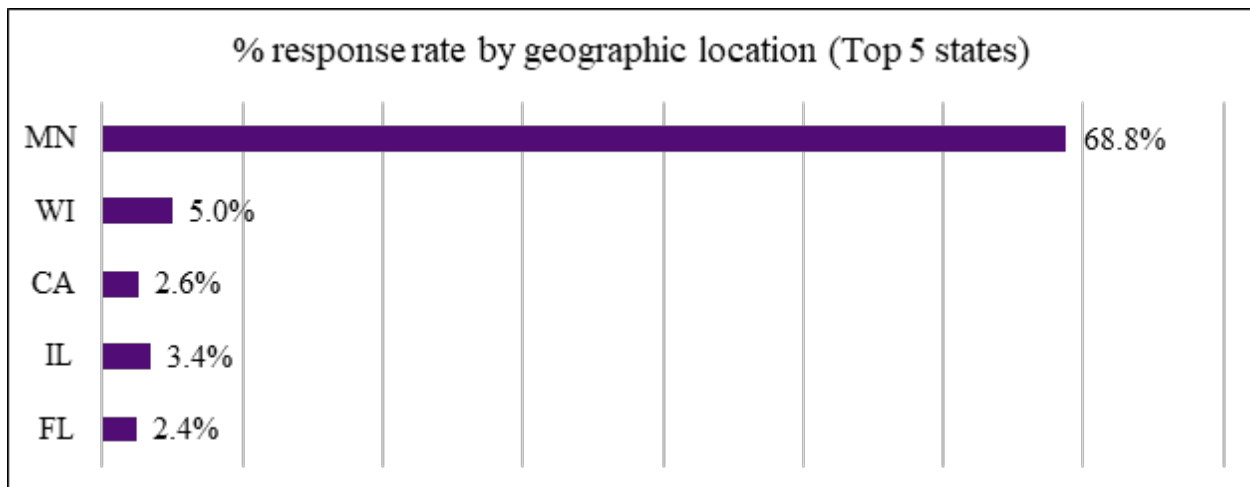 % response rate by geographic location (Top 5 states)
MN 68.8%
WI 5.0%
CA 2.6%
IL 3.4%
FL 2.4%